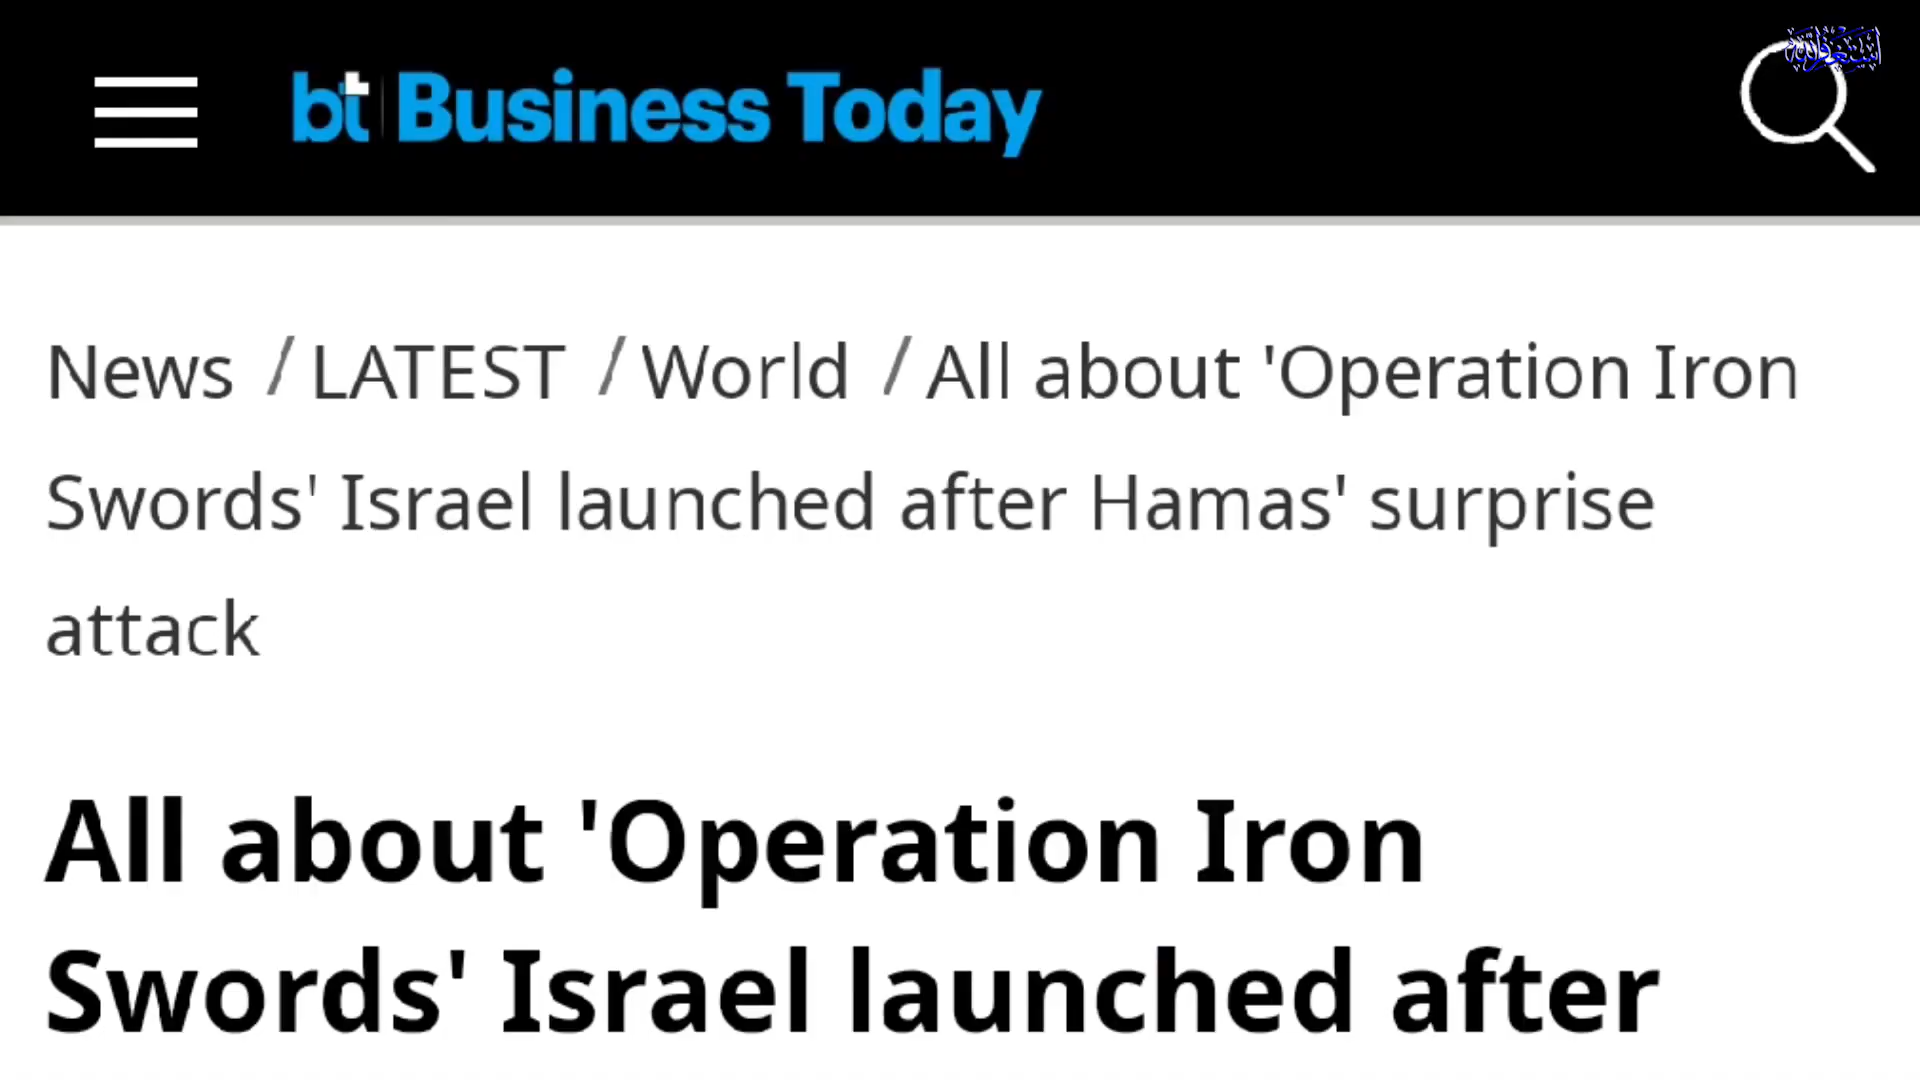 bt Business Today
News / LATEST / World / All about 'Operation Iron
Swords' Israel launched after Hamas' surprise
attack
All about 'Operation Iron
Swords' Israel launched after